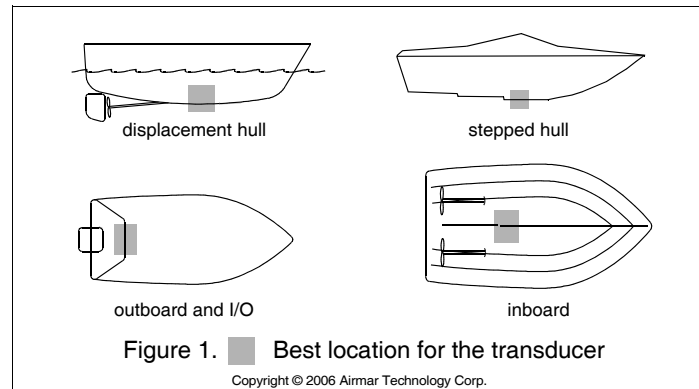 displacement hull
stepped hull
outboard and I/O
inboard
Figure 1. Best location for the transducer
Copyright © 2006 Airmar Technology Corp.